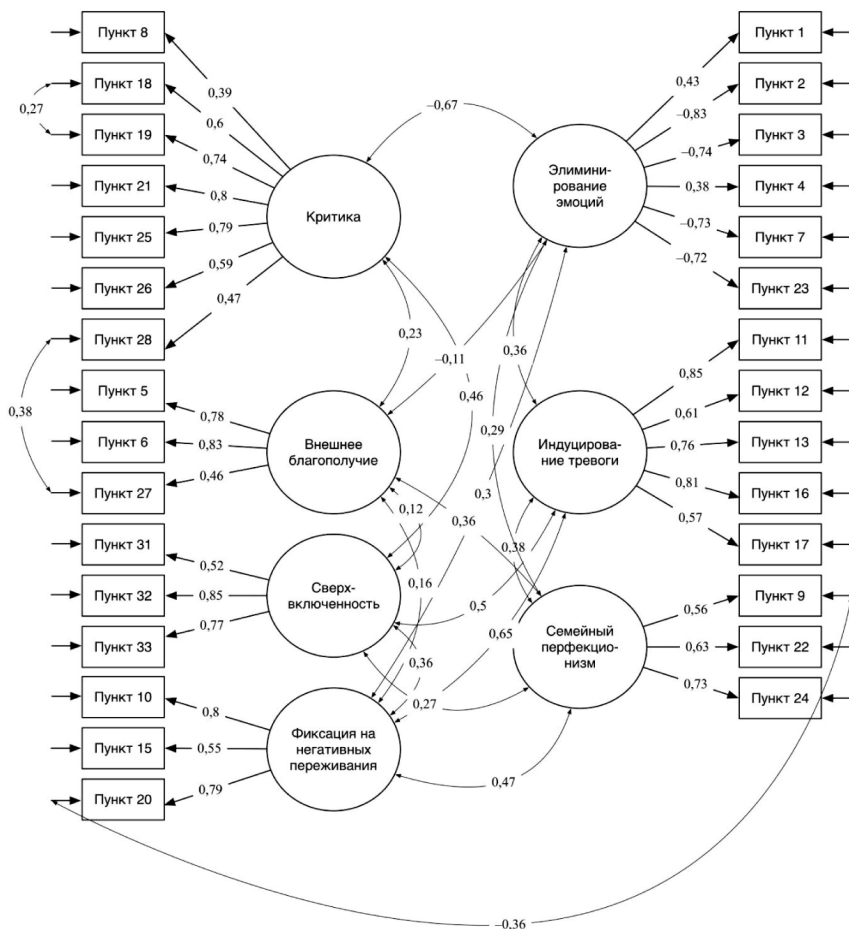 Пункт 8
Пункт 1
0,39
0,43
Пункт 18
Пункт 2
0,27
0,6
–0,67
–0,83
Пункт 19
Пункт 3
0,74
–0,74
Пункт 21
Элимини-
рование
эмоций
0,38
Пункт 4
0,8
Критика
Пункт 25
0,79
–0,73
Пункт 7
0,59
–0,72
Пункт 26
Пункт 23
0,47
Пункт 28
0,23
–0,11
0,36
Пункт 11
0,85
Пункт 5
0,46
Пункт 12
0,38
0,78
0,61
Пункт 6
0,83
Внешнее
благополучие
0,29
Индуцирова-
ние тревоги
0,76
Пункт 13
0,46
0,3
0,81
Пункт 27
Пункт 16
0,12
0,36
0,57
Пункт 31
0,38
Пункт 17
0,52
0,16
Пункт 32
0,85
Сверх-
включенность
0,5
0,56
Пункт 9
0,77
0,65
Семейный
перфекцио-
низм
0,63
Пункт 22
Пункт 33
0,36
0,73
Пункт 10
0,27
Пункт 24
0,8
Фиксация на
негативных
переживания
Пункт 15
0,55
0,47
0,79
Пункт 20
–0,36